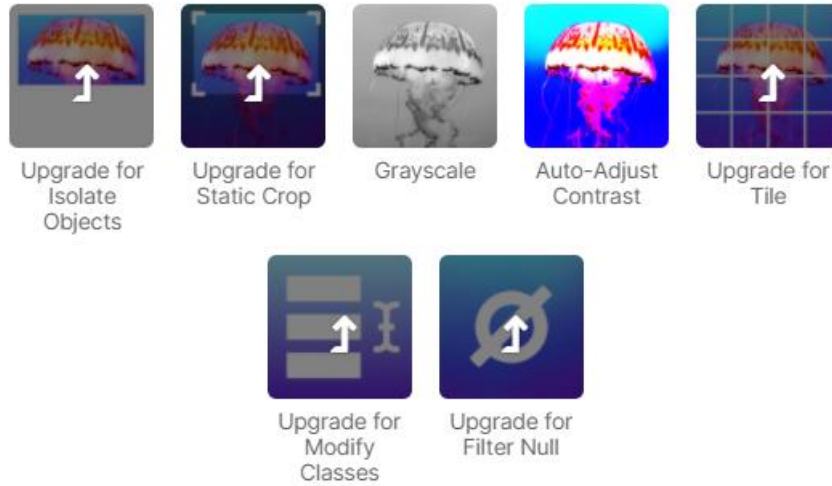 Upgrade for
Isolate
Objects
Upgrade for
Static Crop
Grayscale
Auto-Adjust
Contrast
Upgrade for
Tile
Upgrade for
Modify
Classes
Upgrade for
Filter Null